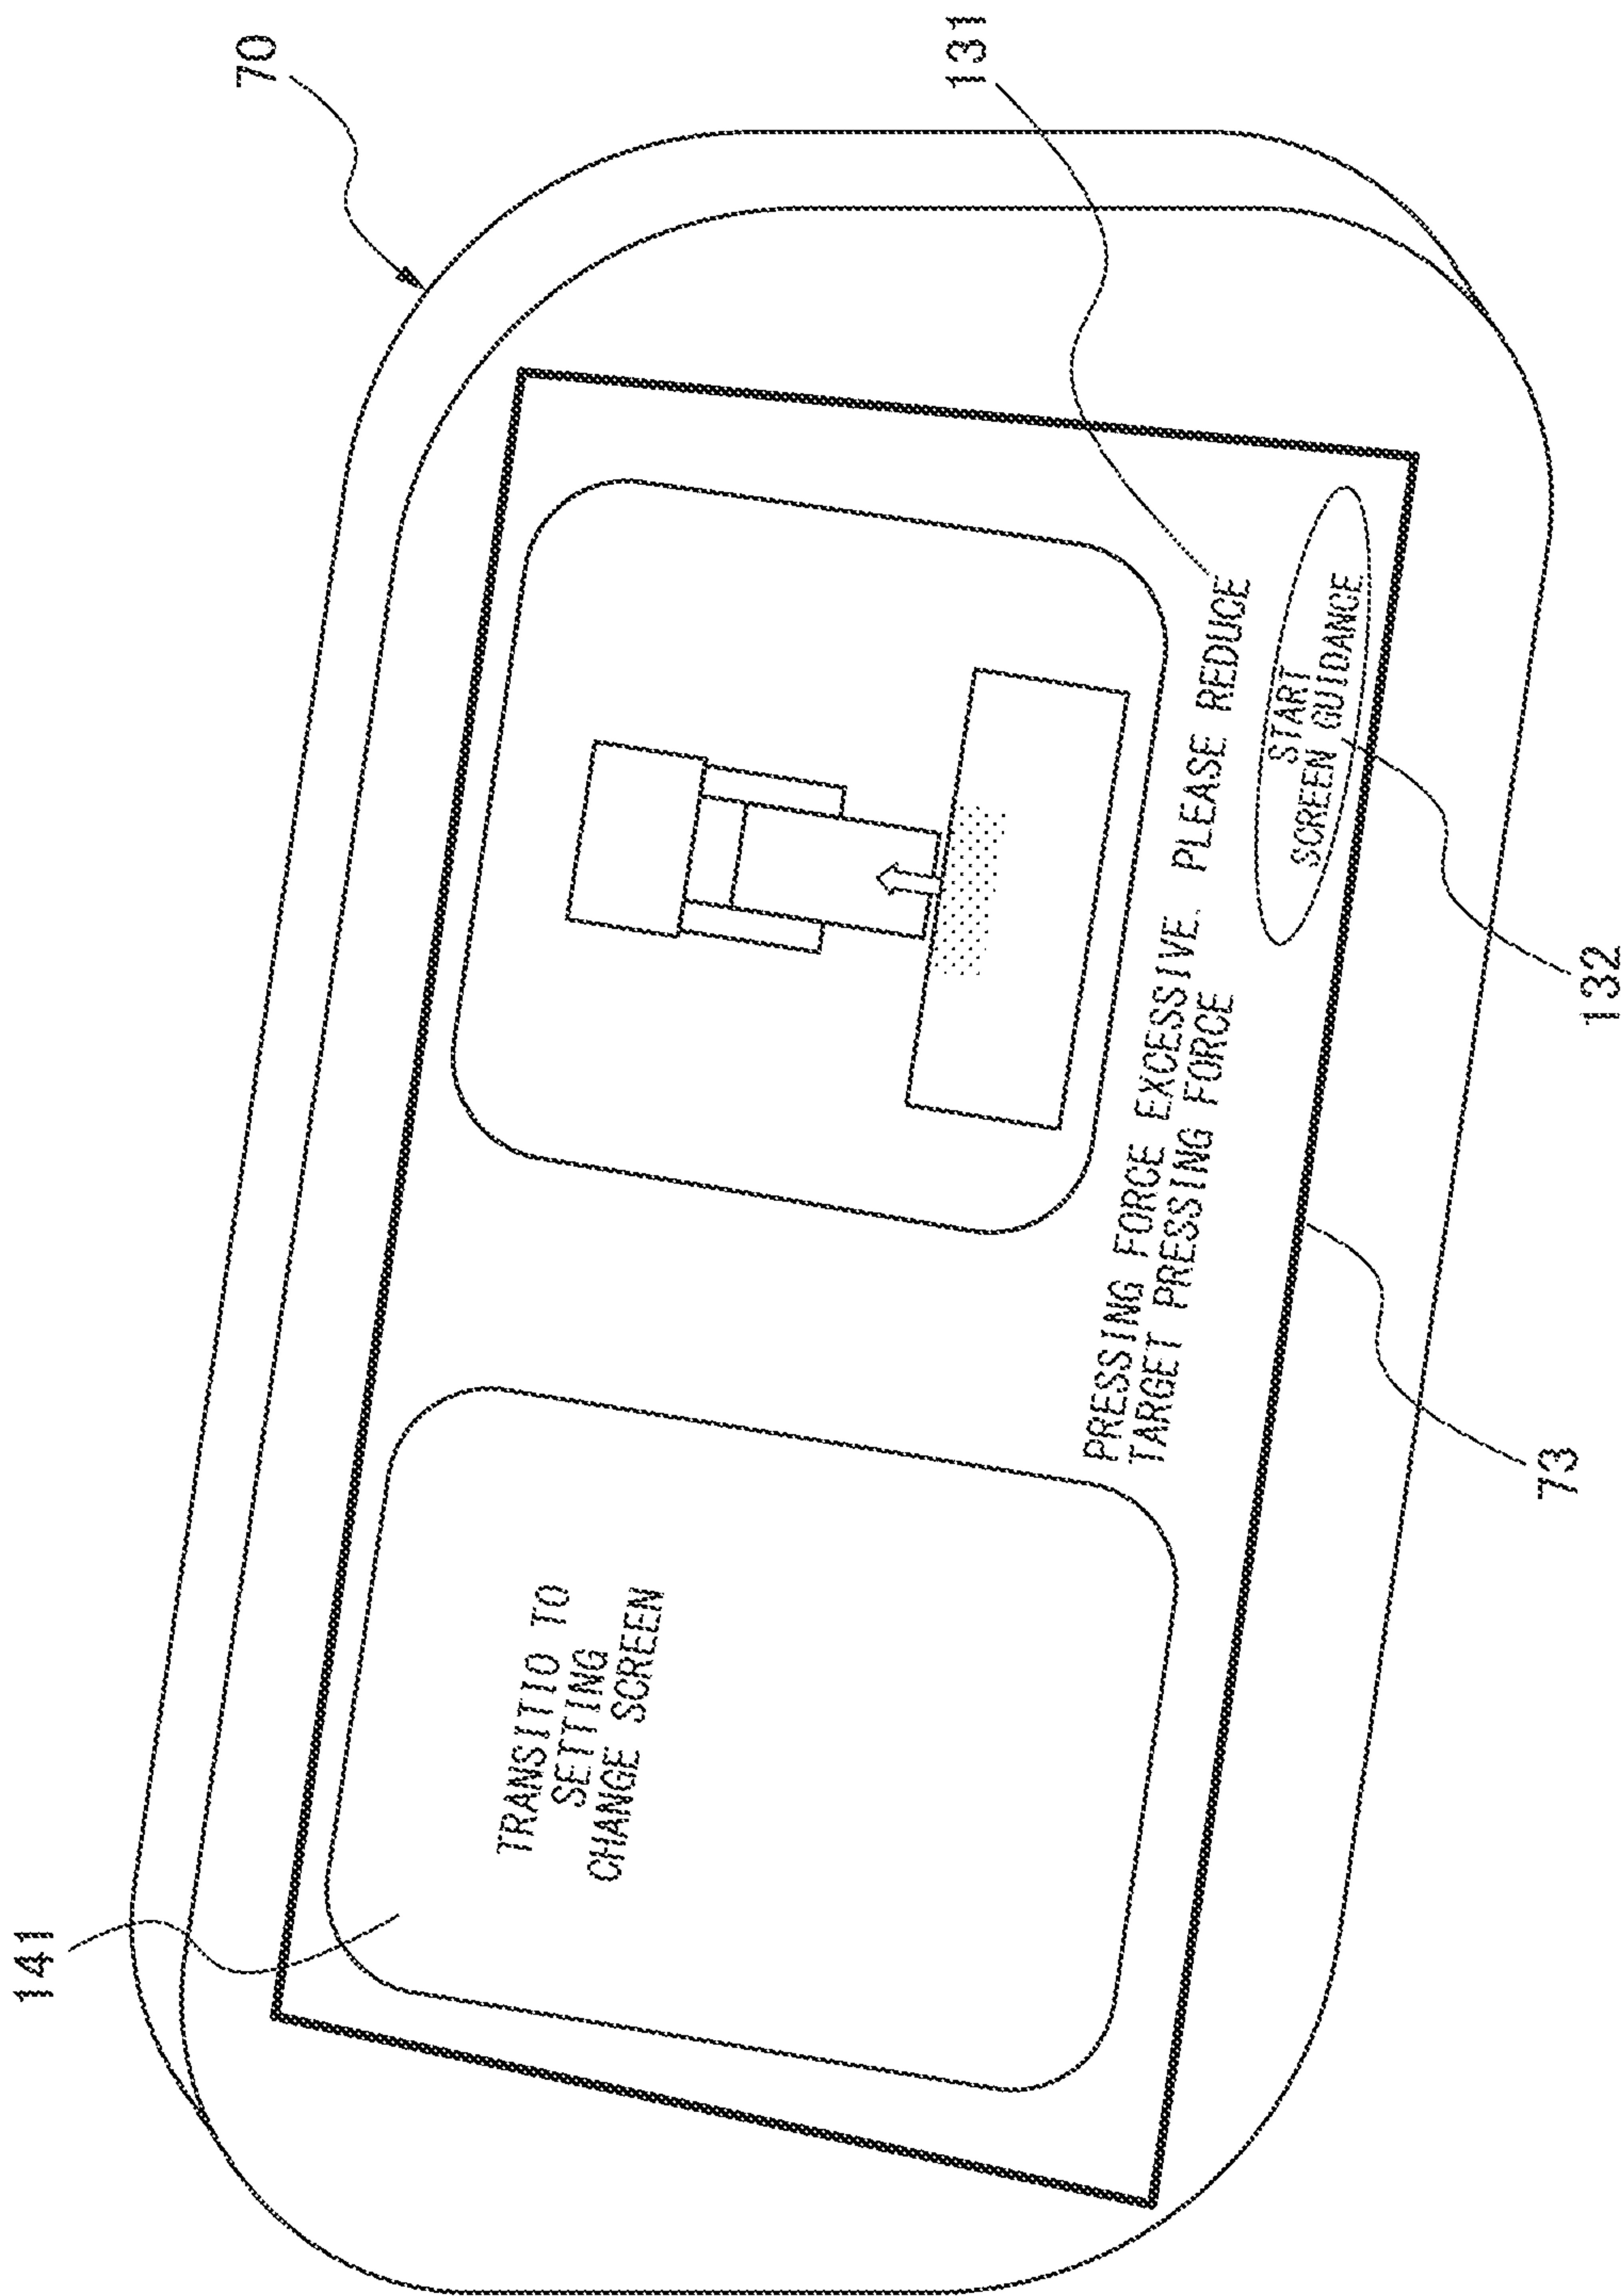 70
131
141
TRANSITIO TO
SETTING
CHANGE SCREEN
PRESSING FORCE EXCESSIVE. PLEASE REDUCE
TARGET PRESSING FORCE
START
SCREEN GUIDANCE
73
132